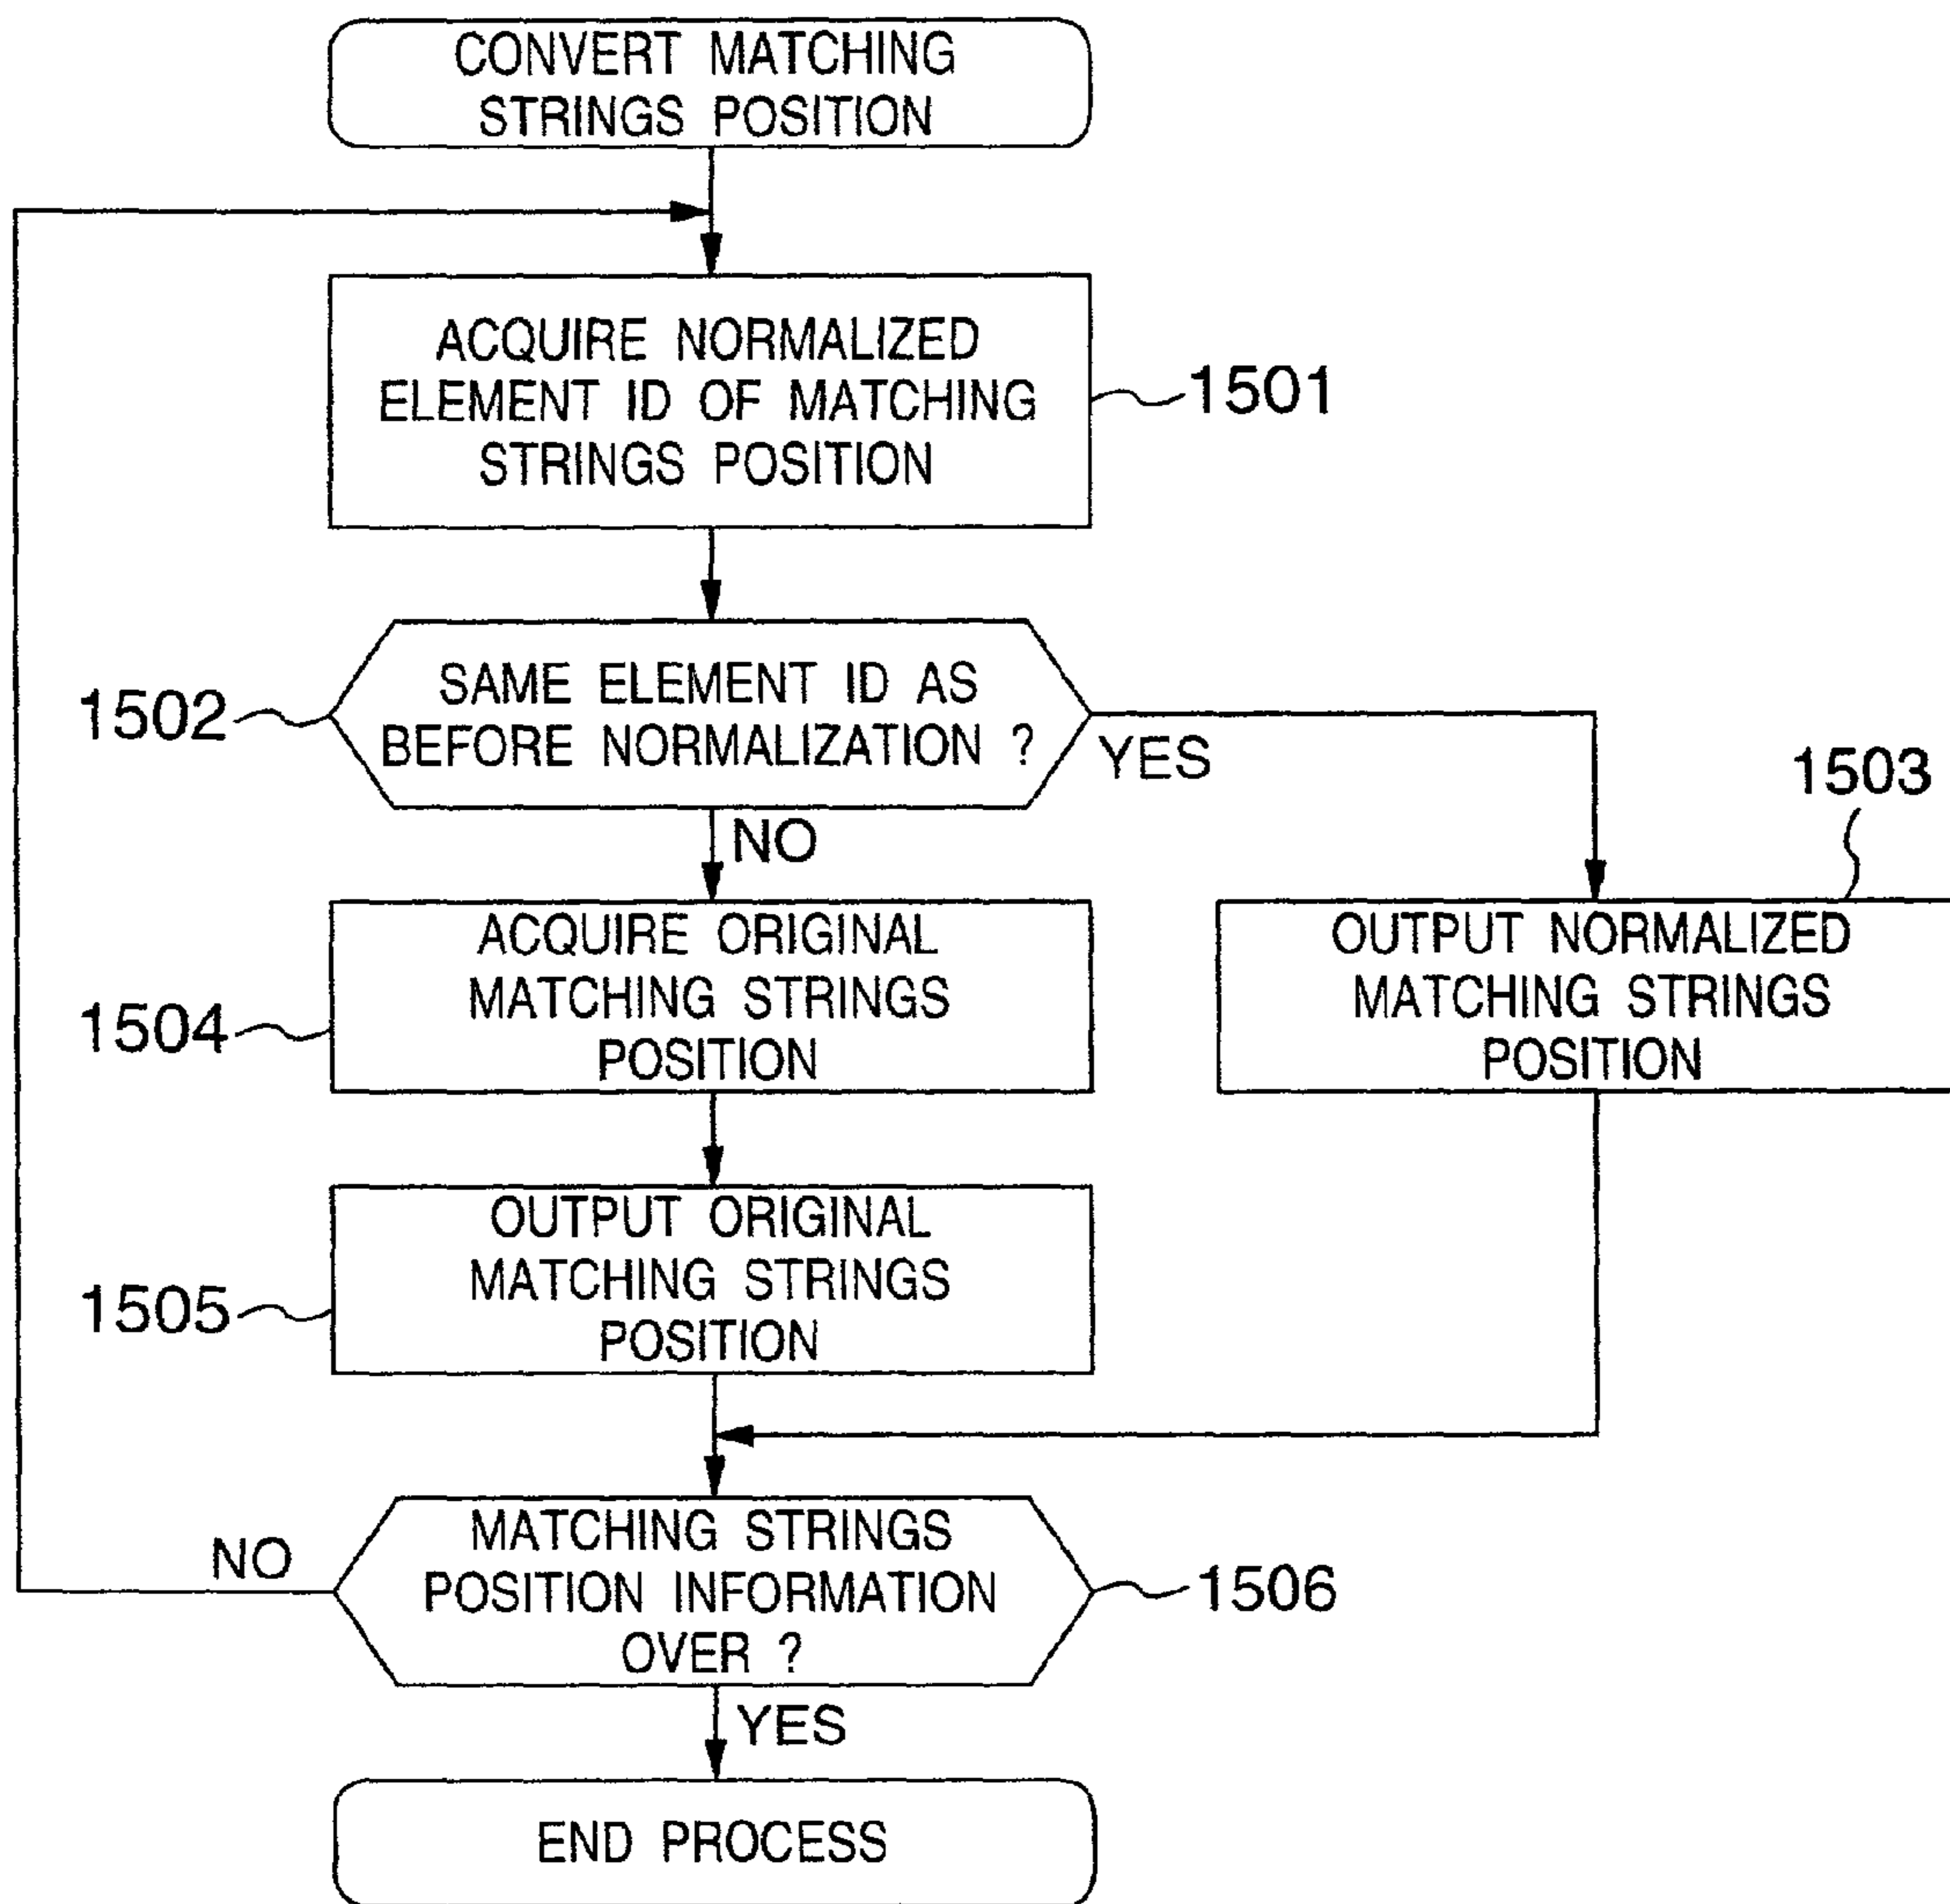 CONVERT MATCHING
STRINGS POSITION
ACQUIRE NORMALIZED
ELEMENT ID OF MATCHING
STRINGS POSITION
1501
SAME ELEMENT ID AS
BEFORE NORMALIZATION ?
1502
YES
NO
1503
ACQUIRE ORIGINAL
MATCHING STRINGS
POSITION
1504
OUTPUT NORMALIZED
MATCHING STRINGS
POSITION
OUTPUT ORIGINAL
MATCHING STRINGS
POSITION
1505
MATCHING STRINGS
POSITION INFORMATION
OVER ?
NO
1506
YES
END PROCESS